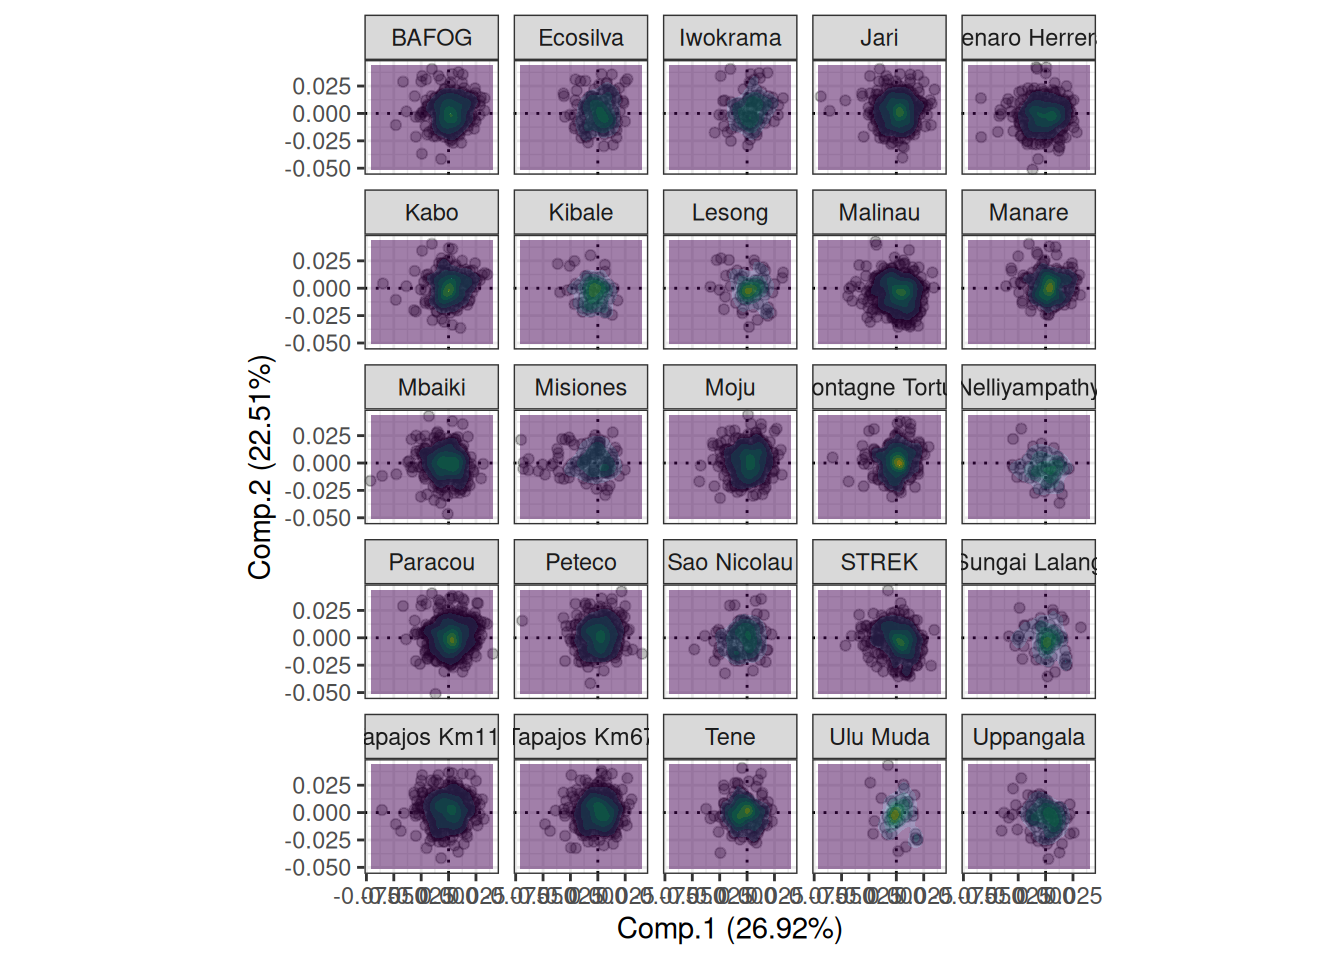 BAFOG Ecosilva Iwokrama Jari enaro Herrer
0.025
0.000
-0.025
-0.050
Kabo Kibale Lesong Malinau Manare
0.025
0.000
-0.025
-0.050
Mbaiki Misiones Moju ontagne Tortu Nelliyampathy
0.025
0.000
-0.025
-0.050
Paracou Peteco Sao Nicolau STREK Sungai Lalang
0.025
0.000
-0.025
-0.050
apajos Km11 Tapajos Km67 Tene Ulu Muda Uppangala
0.025
0.000
-0.025
-0.050
Comp.1 (26.92%)
Comp.2 (22.51%)